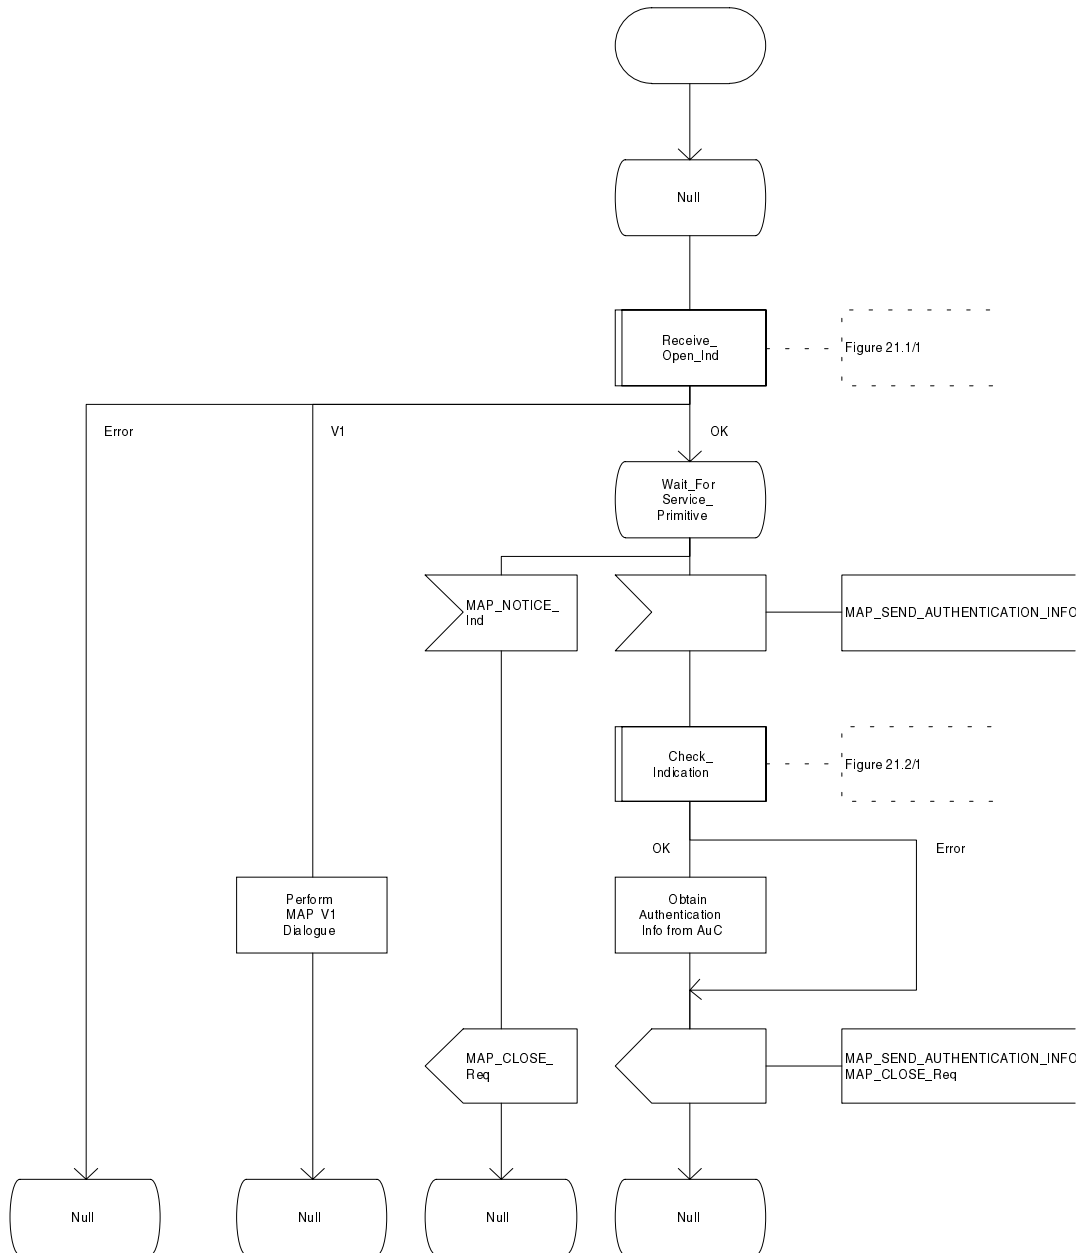 Null
Receive_
Open_Ind
Figure 21.1/1
Error
V1
OK
Wait_For
Service_
Primitive
MAP_NOTICE_
Ind
MAP_SEND_AUTHENTICATION_INFO
Check_
Indication
Figure 21.2/1
OK
Error
Perform
MAP V1
Dialogue
Obtain
Authentication
Info from AuC
MAP_CLOSE_
Req
MAP_SEND_AUTHENTICATION_INFO
MAP_CLOSE_Req
Null
Null
Null
Null